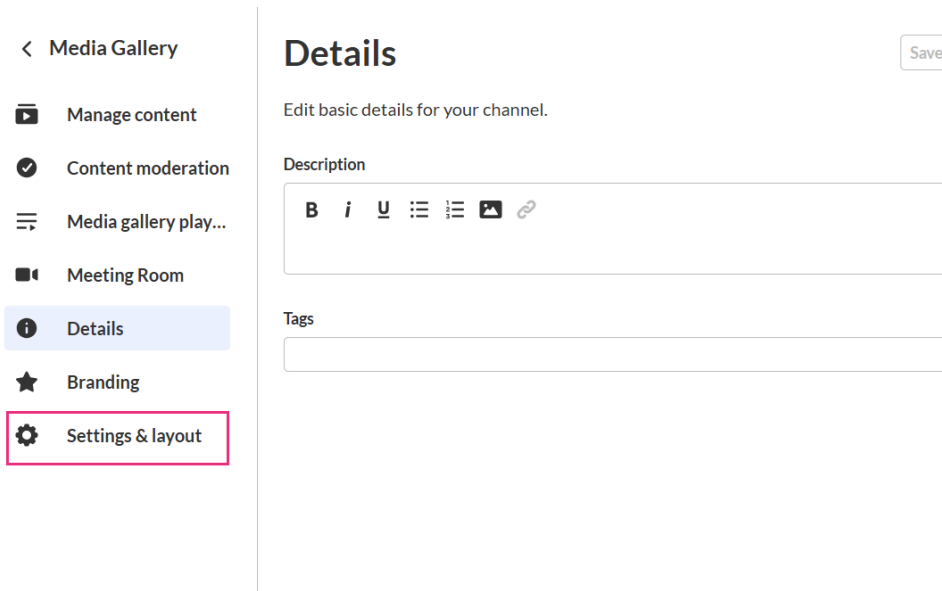 Media Gallery
Manage content
Content moderation
Media gallery play...
Meeting Room
Details
Branding
Settings & layout
Details
Save
Edit basic details for your channel.
Description
B i U
Tags